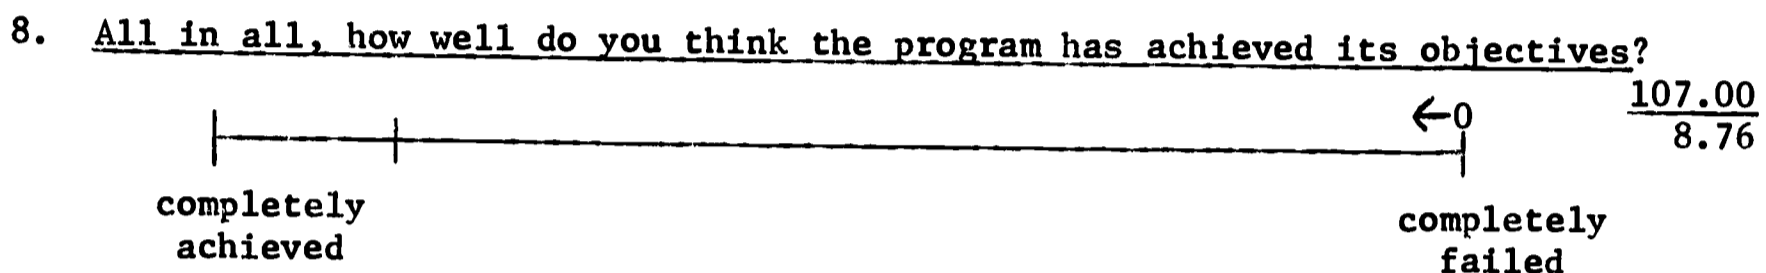 8. All in all, how well do you think the program has achieved its objectives?
107.00
←0
8.76
completely completely
achieved failed